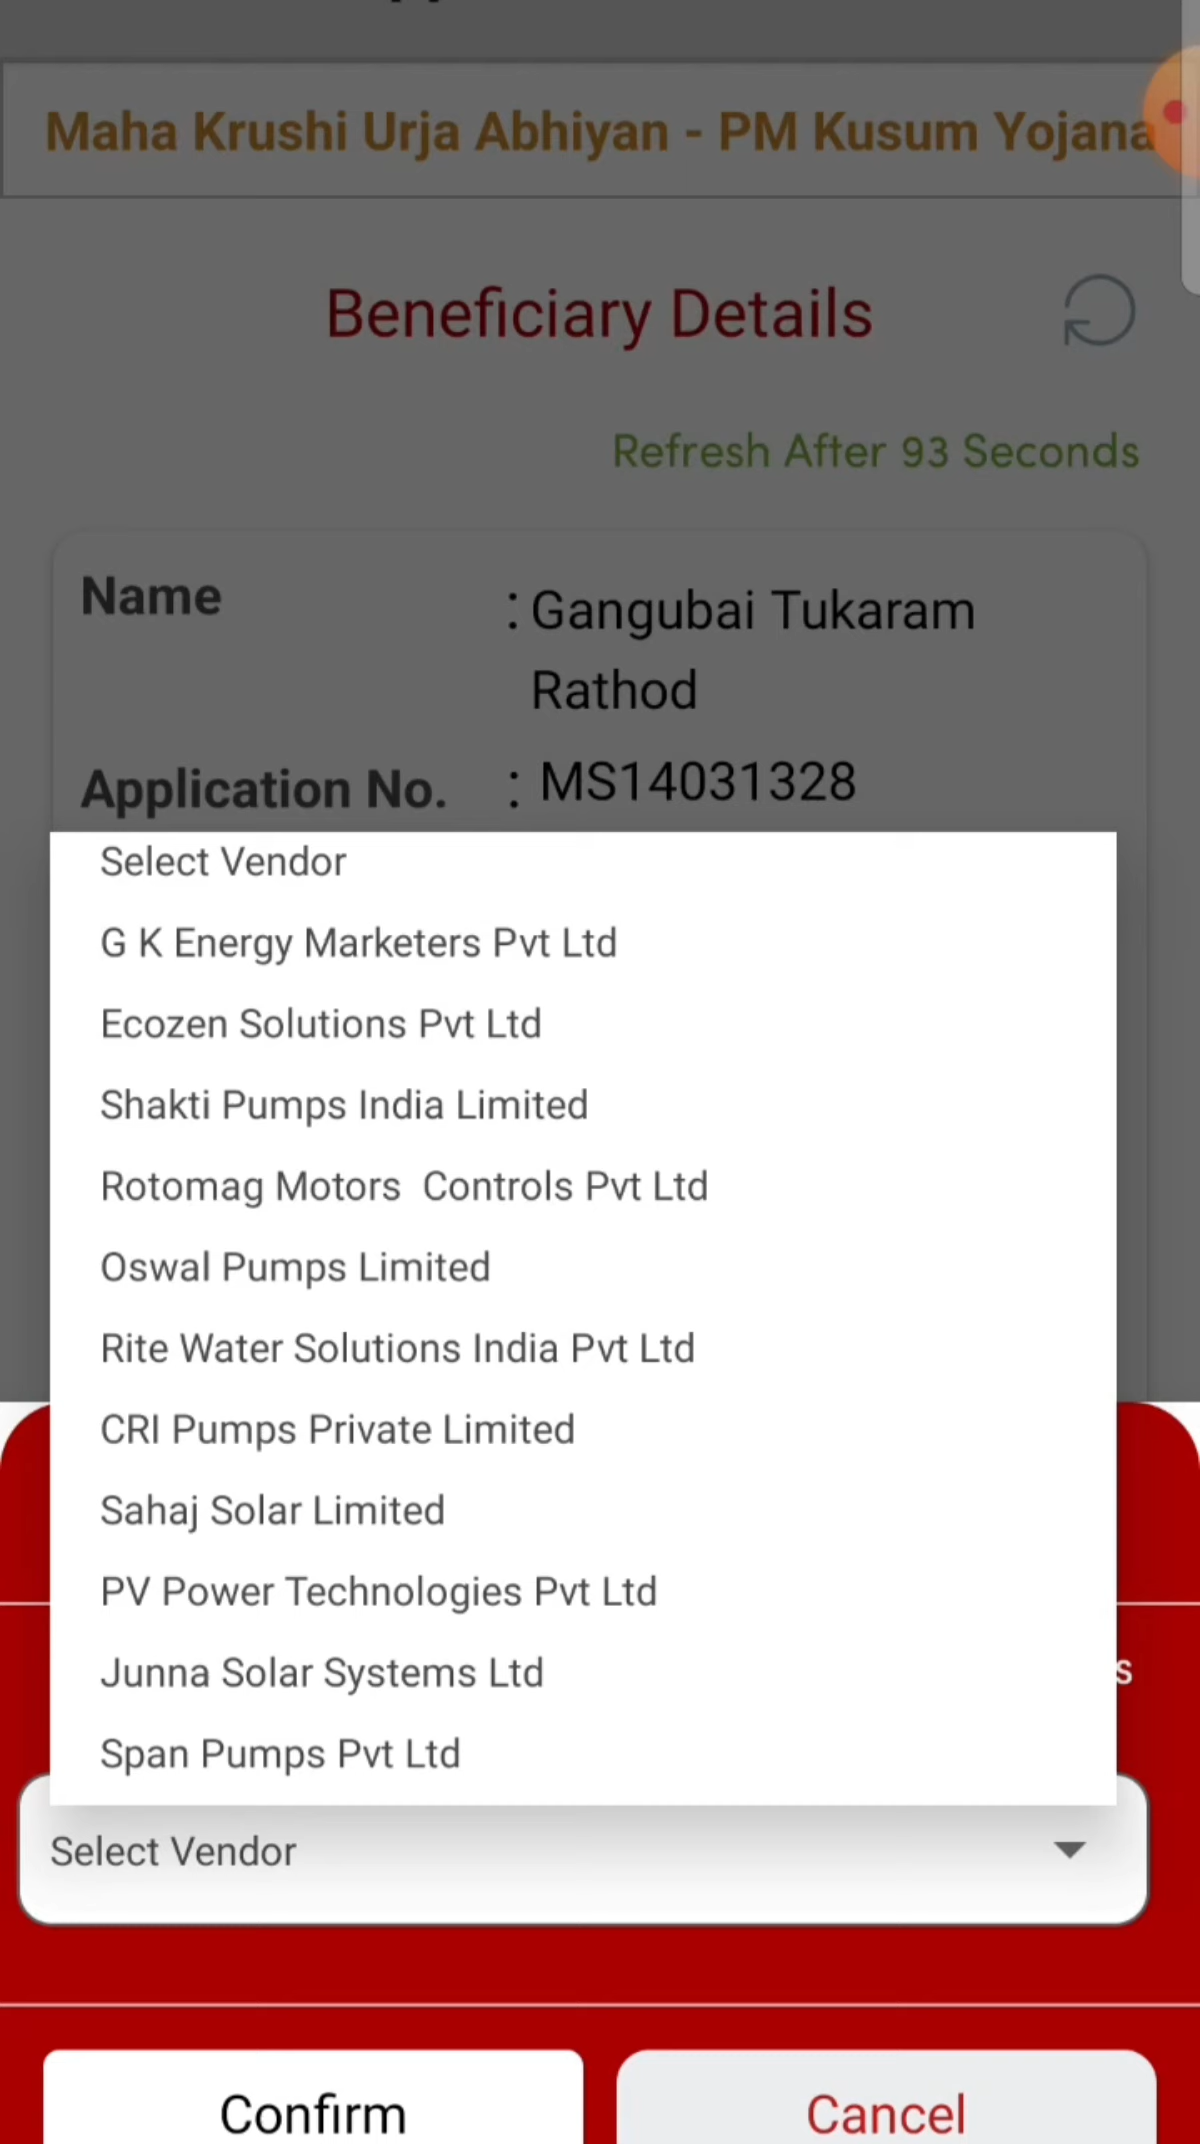 Maha Krushi Urja Abhiyan - PM Kusum Yojana
Beneficiary Details
Refresh After 93 Seconds
Name : Gangubai Tukaram
Rathod
Application No. : MS14031328
Select Vendor
G K Energy Marketers Pvt Ltd
Ecozen Solutions Pvt Ltd
Shakti Pumps India Limited
Rotomag Motors  Controls Pvt Ltd
Oswal Pumps Limited
Rite Water Solutions India Pvt Ltd
CRI Pumps Private Limited
Sahaj Solar Limited
PV Power Technologies Pvt Ltd
Junna Solar Systems Ltd
Span Pumps Pvt Ltd
Select Vendor
Confirm
Cancel